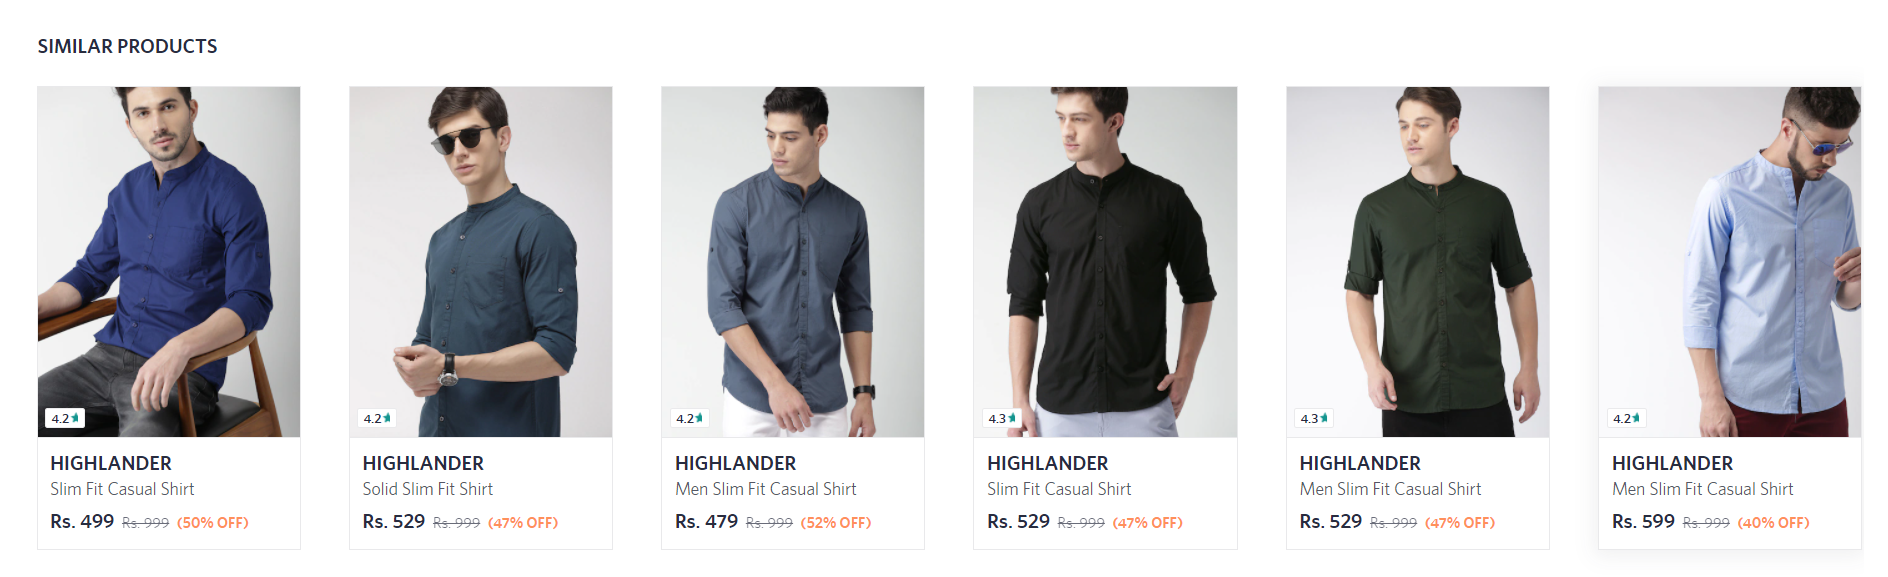 SIMILAR PRODUCTS
4.2
HIGHLANDER
Slim Fit Casual Shirt
Rs. 499 Rs. 999 (50% OFF)
4.2
HIGHLANDER
Solid Slim Fit Shirt
Rs. 529 Rs. 999 (47% OFF)
4.2
HIGHLANDER
Men Slim Fit Casual Shirt
Rs. 479 Rs. 999 (52% OFF)
4.3
HIGHLANDER
Slim Fit Casual Shirt
Rs. 529 Rs. 999 (47% OFF)
4.3
HIGHLANDER
Men Slim Fit Casual Shirt
Rs. 529 Rs. 999 (47% OFF)
4.2
HIGHLANDER
Men Slim Fit Casual Shirt
Rs. 599 Rs. 999 (40% OFF)